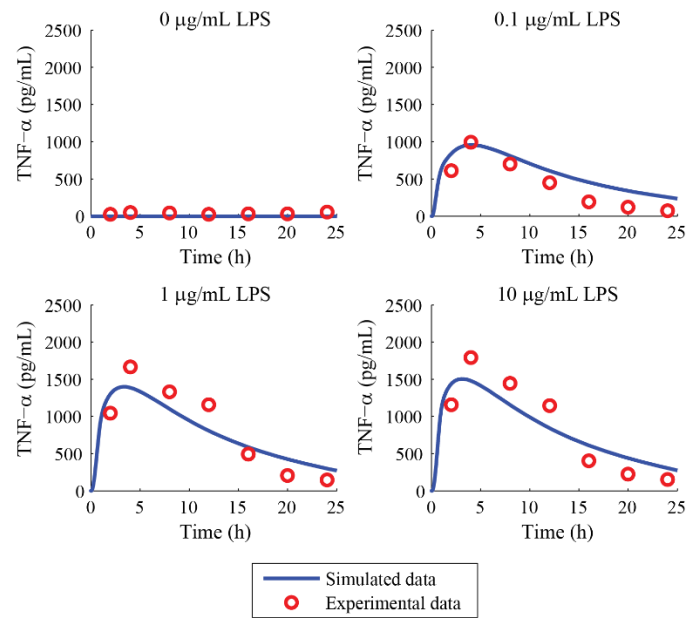 0 μg/mL LPS
2500
2000
1500
1000
500
0
TNF−α (pg/mL)
0 5 10 15 20 25
Time (h)
0.1 μg/mL LPS
2500
2000
1500
1000
500
0
TNF−α (pg/mL)
0 5 10 15 20 25
Time (h)
1 μg/mL LPS
2500
2000
1500
1000
500
0
TNF−α (pg/mL)
0 5 10 15 20 25
Time (h)
10 μg/mL LPS
2500
2000
1500
1000
500
0
TNF−α (pg/mL)
0 5 10 15 20 25
Time (h)
Simulated data
Experimental data